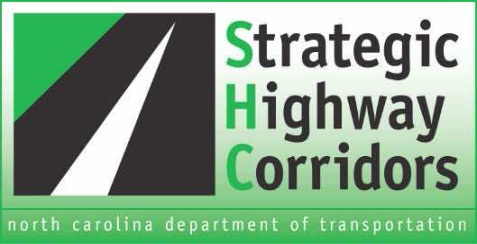 Strategic
Highway
Corridors
north carolina department of transportation